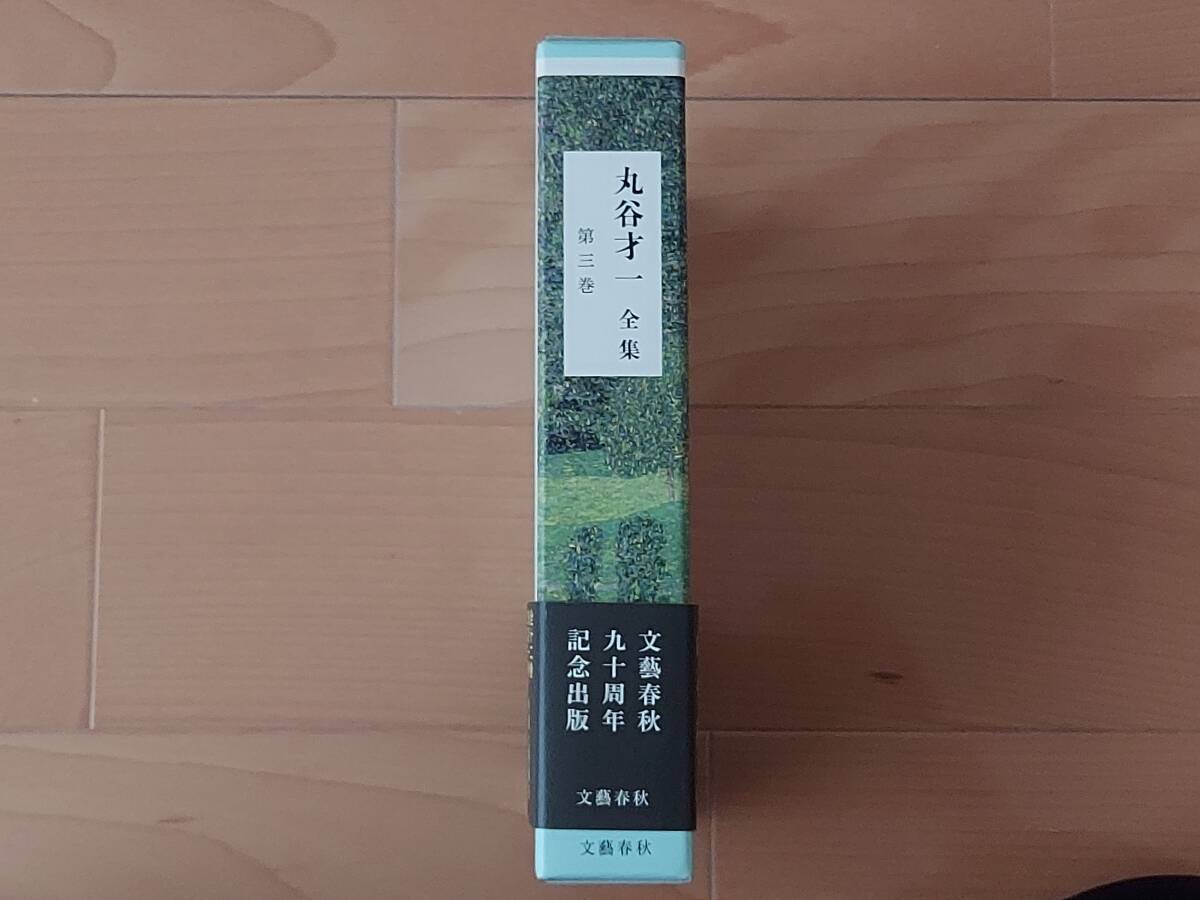 丸谷才一 全集
第三巻
文藝春秋
九十周年
記念出版
文藝春秋
文藝春秋